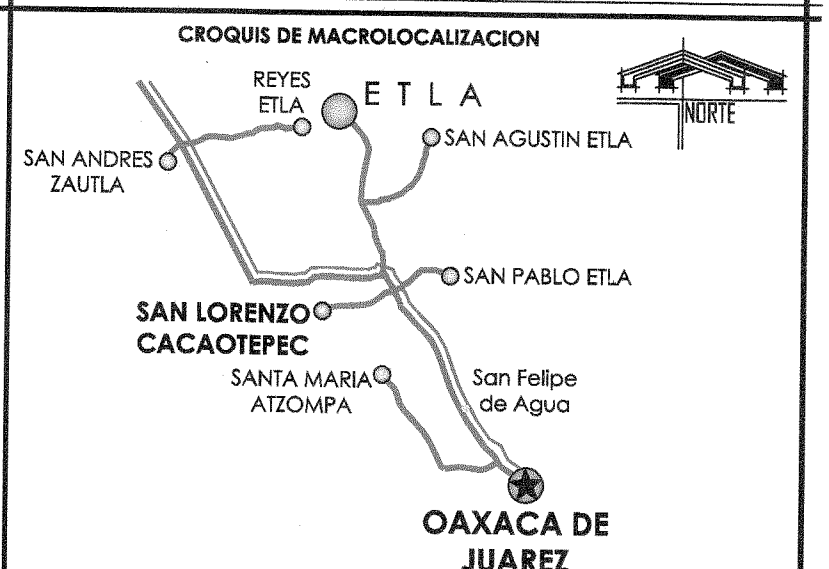 CROQUIS DE MACROLOCALIZACION
REYES
ETLA
ETLA
NORTE
SAN AGUSTIN ETLA
SAN ANDRES
ZAUTLA
SAN PABLO ETLA
SAN LORENZO
CACAOTEPEC
SANTA MARIA
ATZOMPA
San Felipe
de Agua
OAXACA DE
JUAREZ